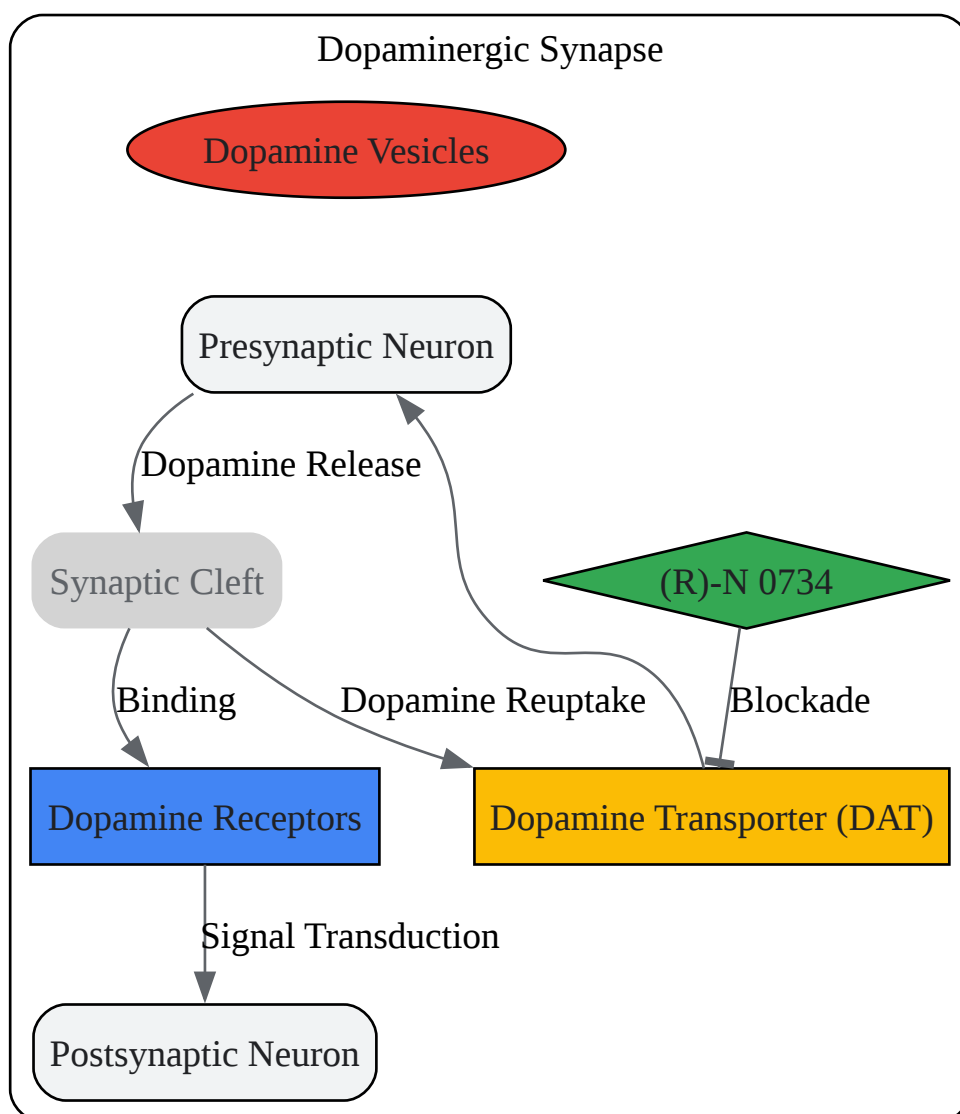 Dopaminergic Synapse
Dopamine Vesicles
Presynaptic Neuron
Dopamine Release
Synaptic Cleft
(R)-N 0734
Binding
Dopamine Reuptake
Blockade
Dopamine Receptors
Dopamine Transporter (DAT)
Signal Transduction
Postsynaptic Neuron